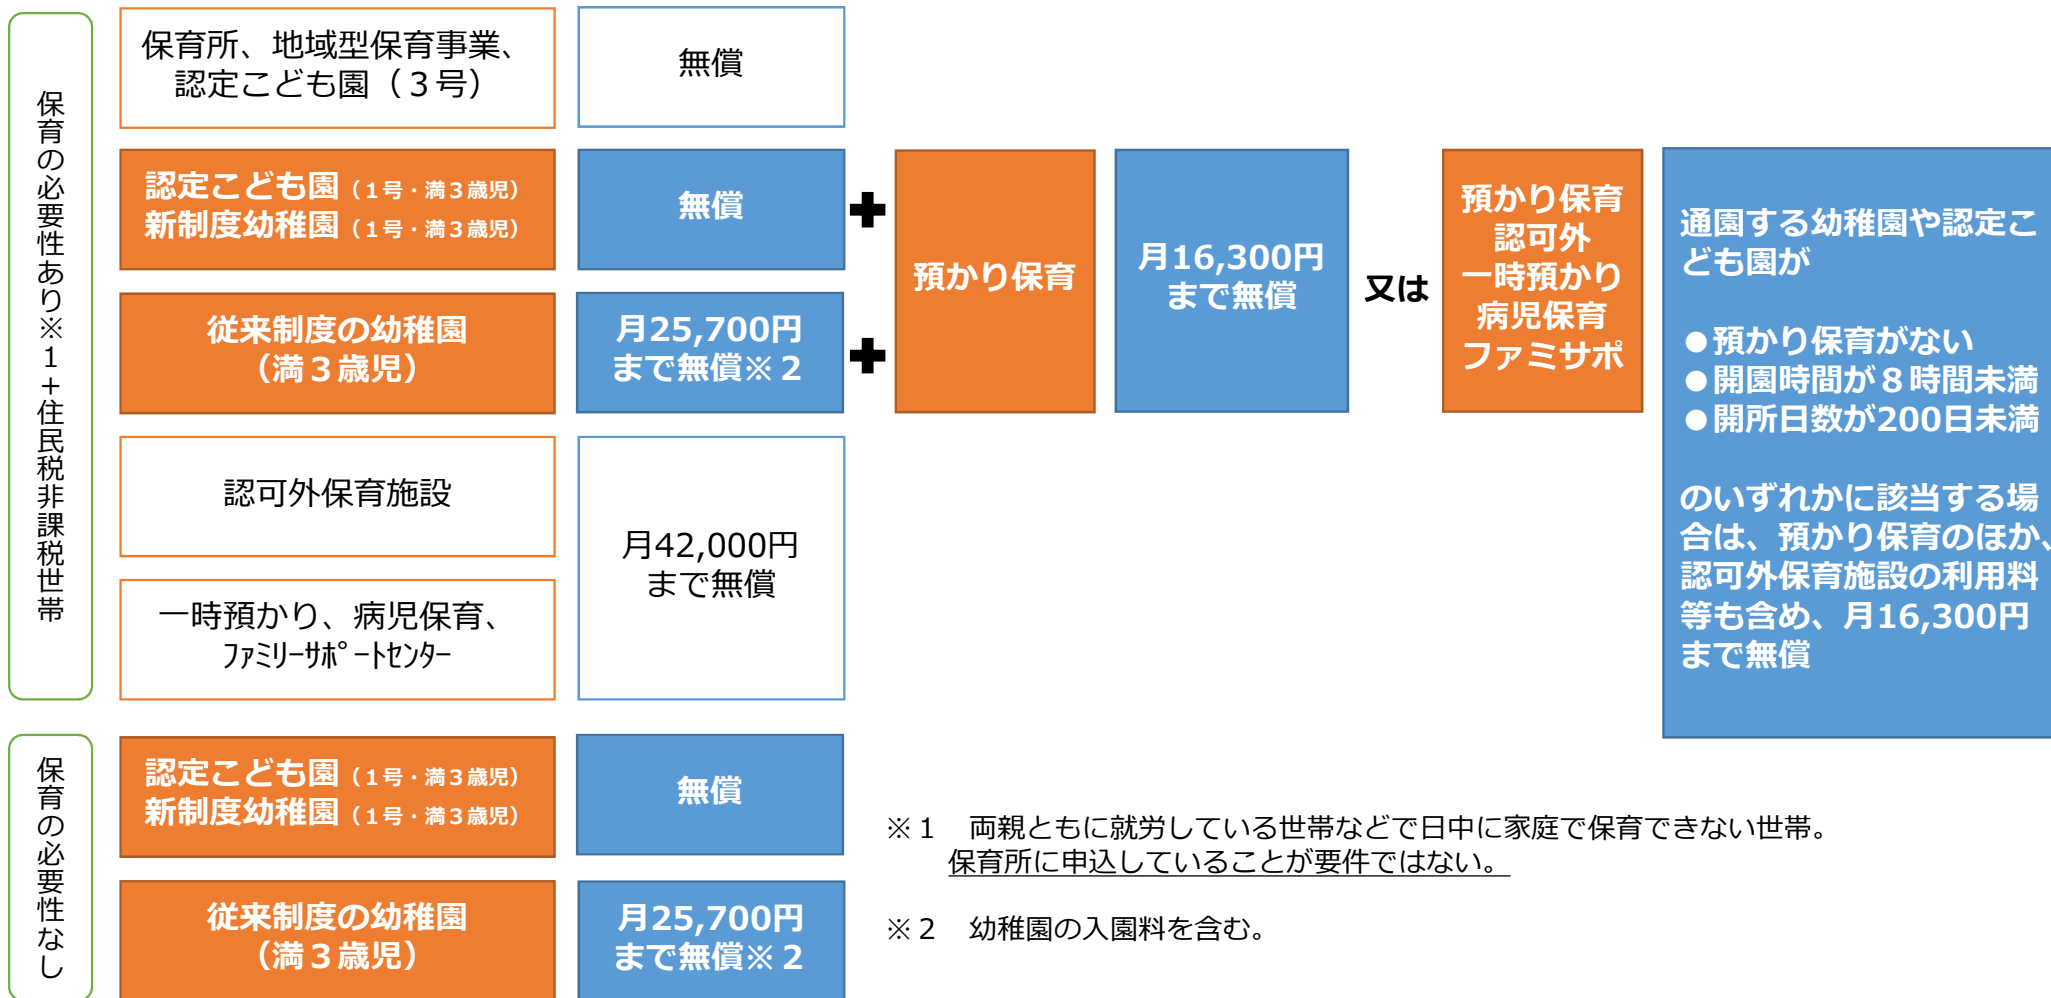 保育の必要性あり※１＋住民税非課税世帯
保育所、地域型保育事業、
認定こども園（３号）
無償
認定こども園（１号・満３歳児）
新制度幼稚園（１号・満３歳児）
無償
＋
従来制度の幼稚園
（満３歳児）
月25,700円
まで無償※２
＋
預かり保育
月16,300円
まで無償
又は
預かり保育
認可外
一時預かり
病児保育
ファミサポ
通園する幼稚園や認定こ
ども園が
●預かり保育がない
●開園時間が８時間未満
●開所日数が200日未満
のいずれかに該当する場
合は、預かり保育のほか、
認可外保育施設の利用料
等も含め、月16,300円
まで無償
認可外保育施設
一時預かり、病児保育、
ﾌｧﾐﾘｰｻﾎﾟｰﾄｾﾝﾀｰ
月42,000円
まで無償
保育の必要性なし
認定こども園（１号・満３歳児）
新制度幼稚園（１号・満３歳児）
無償
従来制度の幼稚園
（満３歳児）
月25,700円
まで無償※２
※１　両親ともに就労している世帯などで日中に家庭で保育できない世帯。
保育所に申込していることが要件ではない。
※２　幼稚園の入園料を含む。